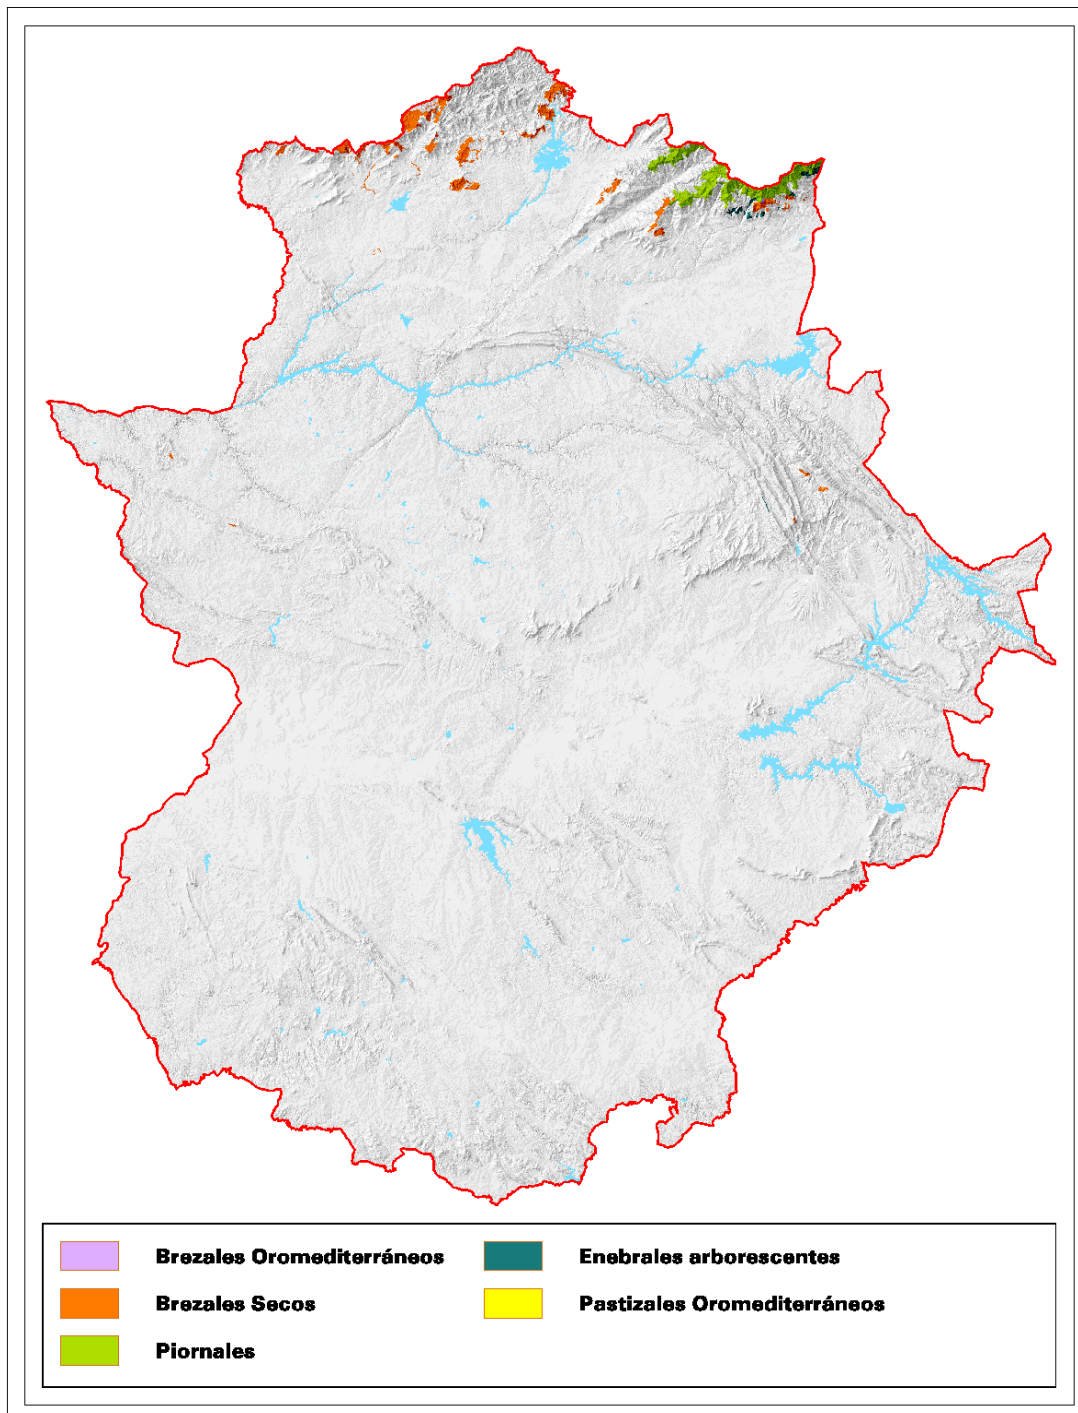 Brezales Oromediterráneos
Enebrales arborescentes
Brezales Secos
Pastizales Oromediterráneos
Piornales